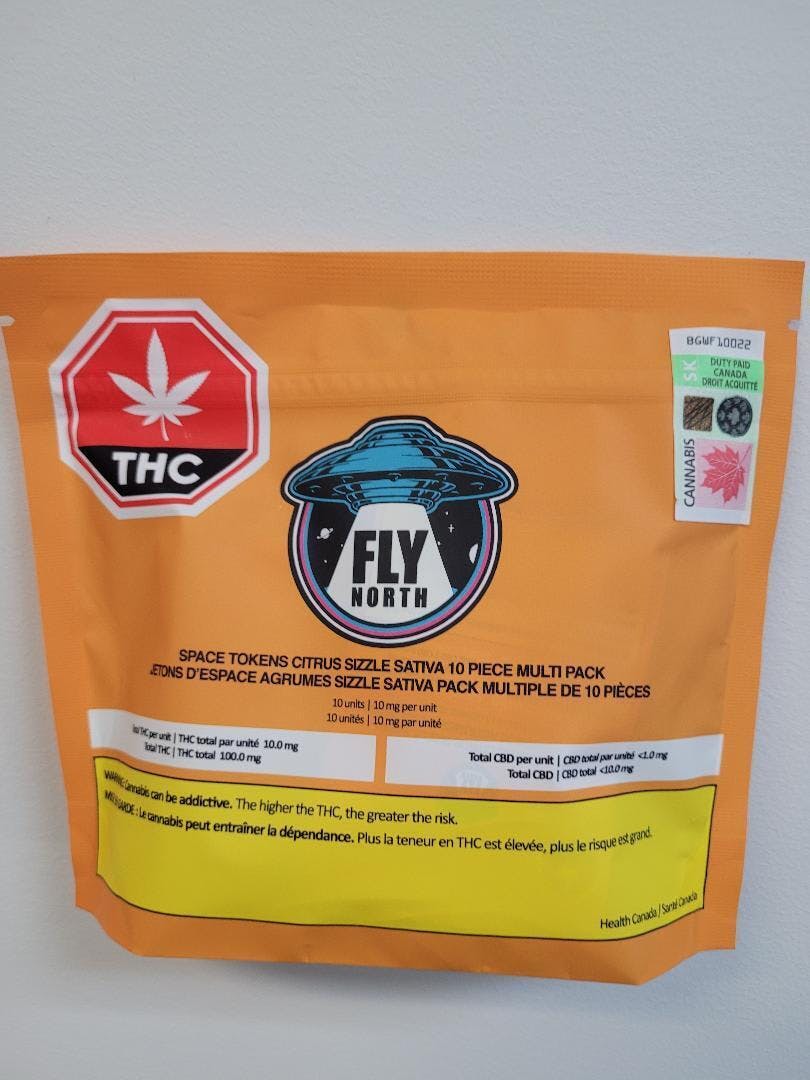 THC
BGWF10022
SK
DUTY PAID
CANADA
DROIT ACQUITTÉ
CANNABIS
FLY
NORTH
SPACE TOKENS CITRUS SIZZLE SATIVA 10 PIECE MULTI PACK
JETONS D'ESPACE AGRUMES SIZZLE SATIVA PACK MULTIPLE DE 10 PIÈCES
10 units | 10 mg per unit
10 unités | 10 mg par unité
Total THC per unit | THC total par unité 10.0 mg
Total THC | THC total 100.0 mg
Total CBD per unit | CBD total par unité <1.0 mg
Total CBD | CBD total <10.0 mg
WARNING: Cannabis can be addictive. The higher the THC, the greater the risk.
MISE EN GARDE : Le cannabis peut entraîner la dépendance. Plus la teneur en THC est élevée, plus le risque est grand.
Health Canada / Santé Canada